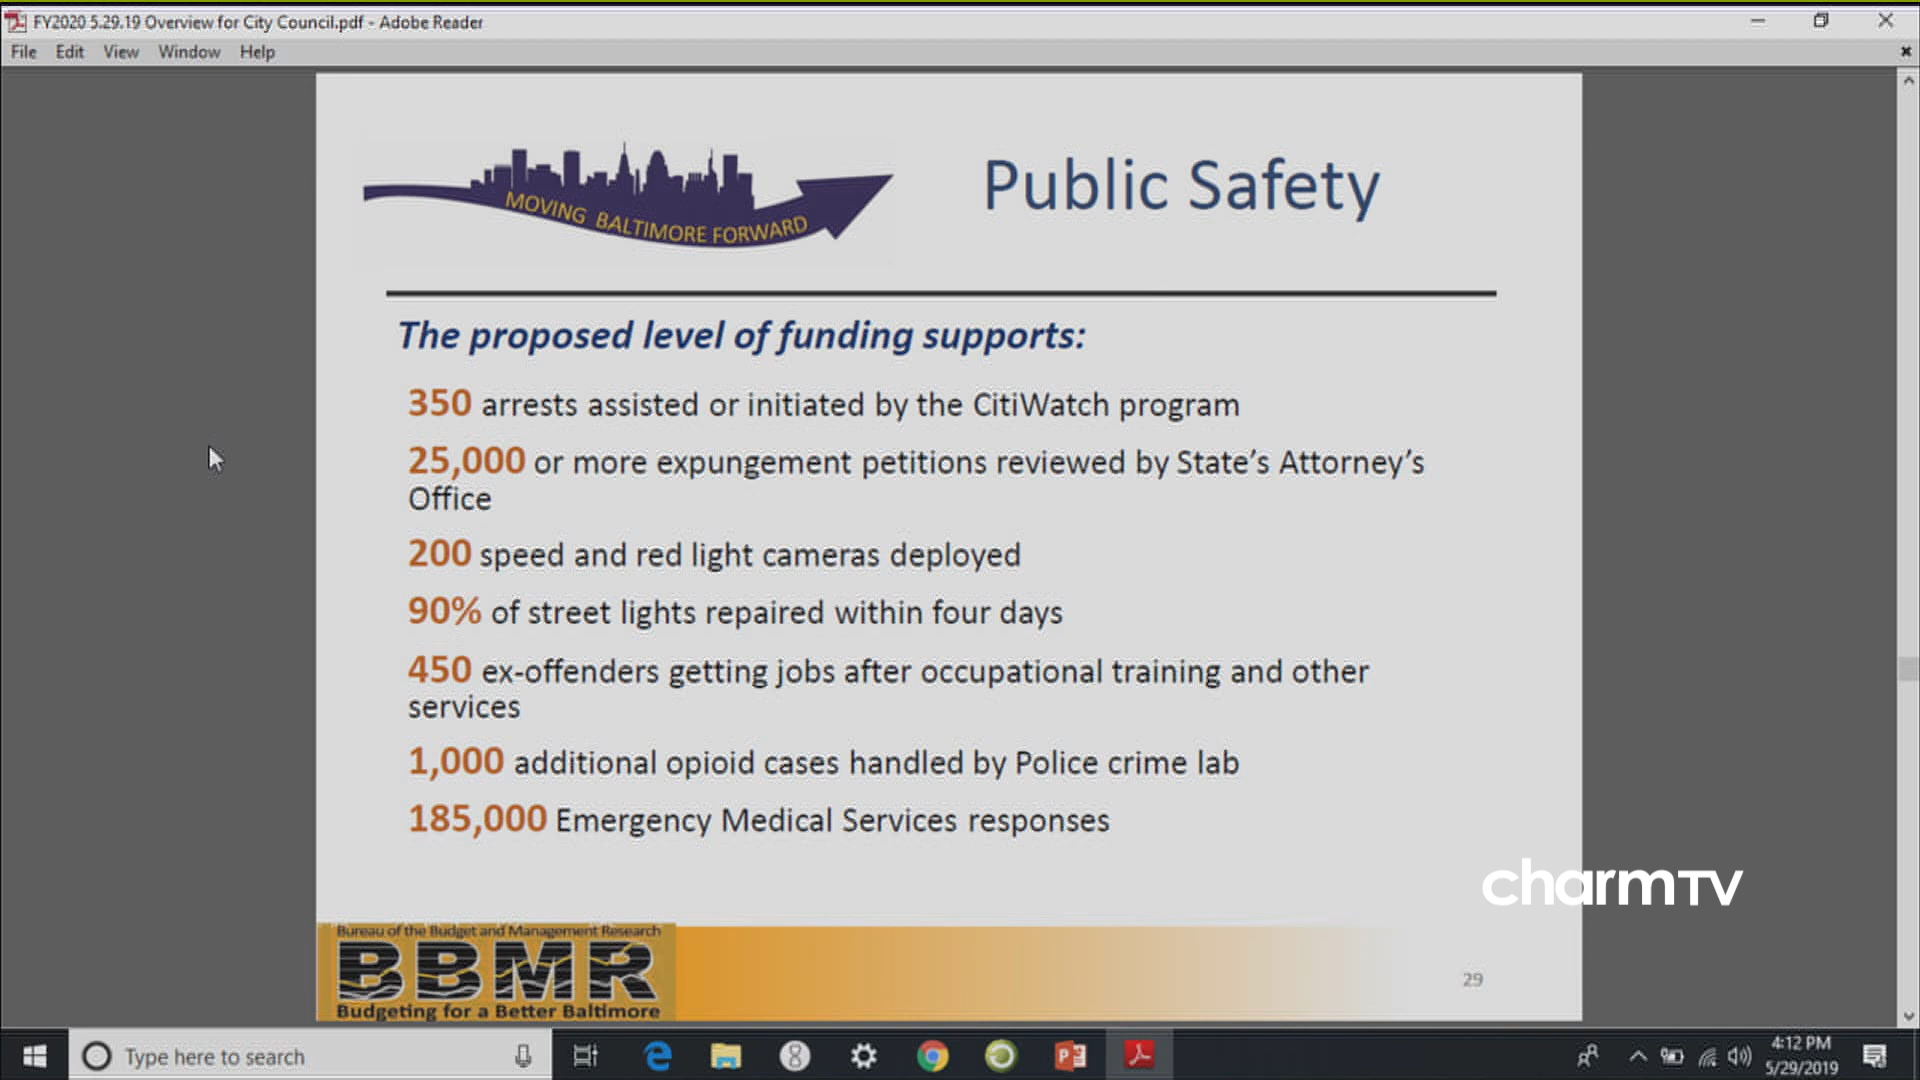 FY2020 5.29.19 Overview for City Council.pdf - Adobe Reader
File Edit View Window Help
MOVING BALTIMORE FORWARD
Public Safety
The proposed level of funding supports:
350 arrests assisted or initiated by the CitiWatch program
25,000 or more expungement petitions reviewed by State's Attorney's
Office
200 speed and red light cameras deployed
90% of street lights repaired within four days
450 ex-offenders getting jobs after occupational training and other
services
1,000 additional opioid cases handled by Police crime lab
185,000 Emergency Medical Services responses
charmTV
Bureau of the Budget and Management Research
BBMR
Budgeting for a Better Baltimore
29
Type here to search
4:12 PM
5/29/2019